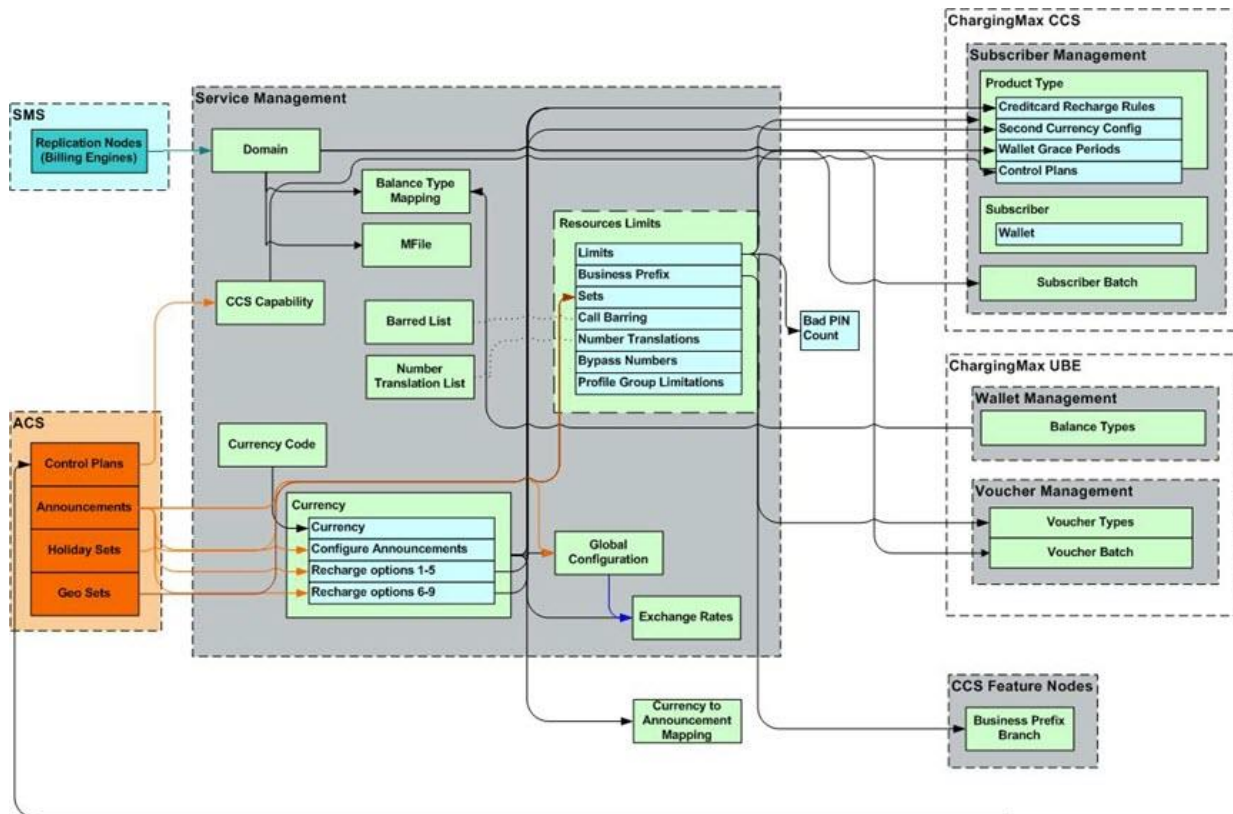 SMS
Replication Nodes
(Billing Engines)
ACS
Control Plans
Announcements
Holiday Sets
Geo Sets
Service Management
Domain
Balance Type
Mapping
MFile
CCS Capability
Barred List
Number
Translation List
Currency Code
Currency
Currency
Configure Announcements
Recharge options 1-5
Recharge options 6-9
Resources Limits
Limits
Business Prefix
Sets
Call Barring
Number Translations
Bypass Numbers
Profile Group Limitations
Global
Configuration
Exchange Rates
Bad PIN
Count
Currency to
Announcement
Mapping
ChargingMax CCS
Subscriber Management
Product Type
Creditcard Recharge Rules
Second Currency Config
Wallet Grace Periods
Control Plans
Subscriber
Wallet
Subscriber Batch
ChargingMax UBE
Wallet Management
Balance Types
Voucher Management
Voucher Types
Voucher Batch
CCS Feature Nodes
Business Prefix
Branch